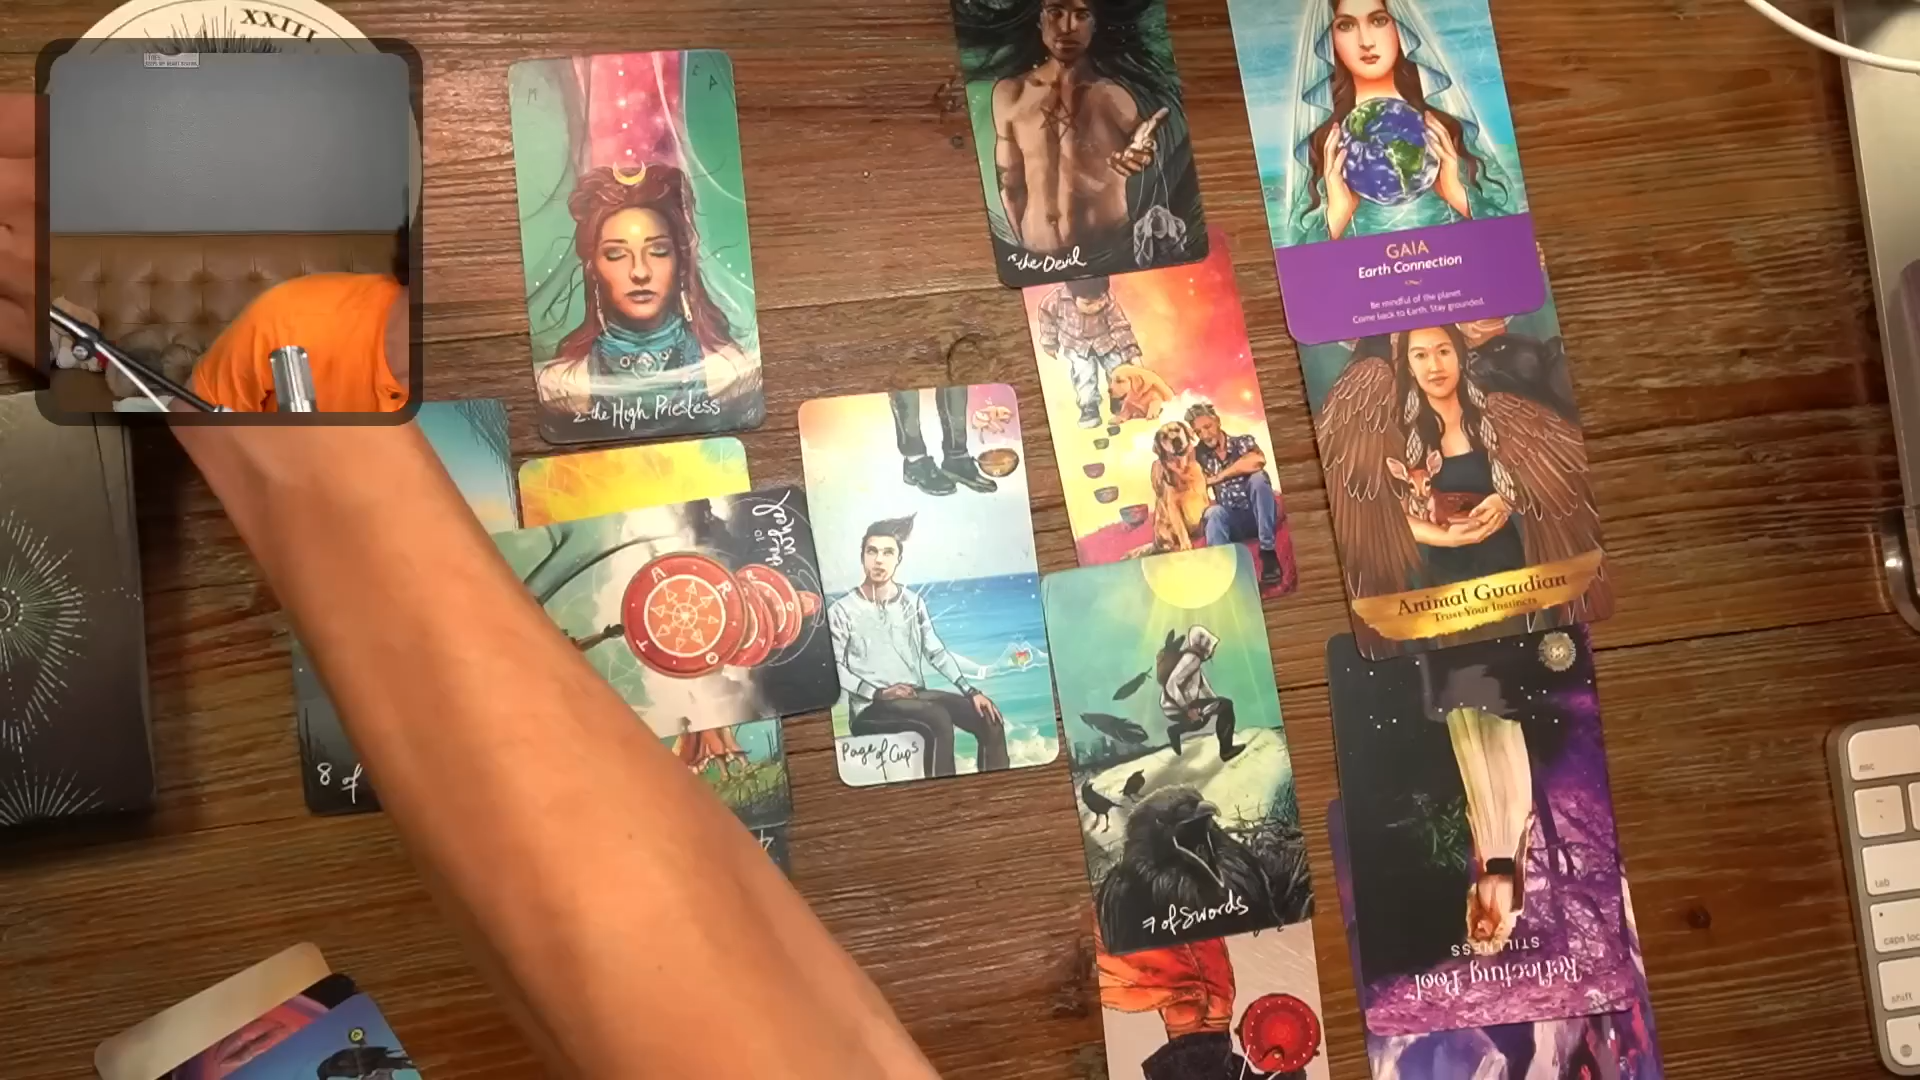 XXIII
M
2-the High Priestess
the Devil
GAIA
Earth Connection
Be mindful of the planet
Come back to Earth. Stay grounded.
10
the wheel
T A R O
Page of Cups
Animal Guardian
Trust Your Instincts
8 of
7 of Swords
Reflecting Pool
STILLNESS
esc
tab
caps loc
shift